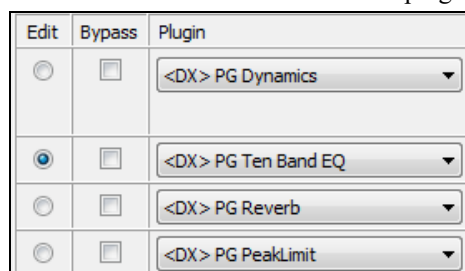 Edit Bypass Plugin
<DX> PG Dynamics
<DX> PG Ten Band EQ
<DX> PG Reverb
<DX> PG PeakLimit